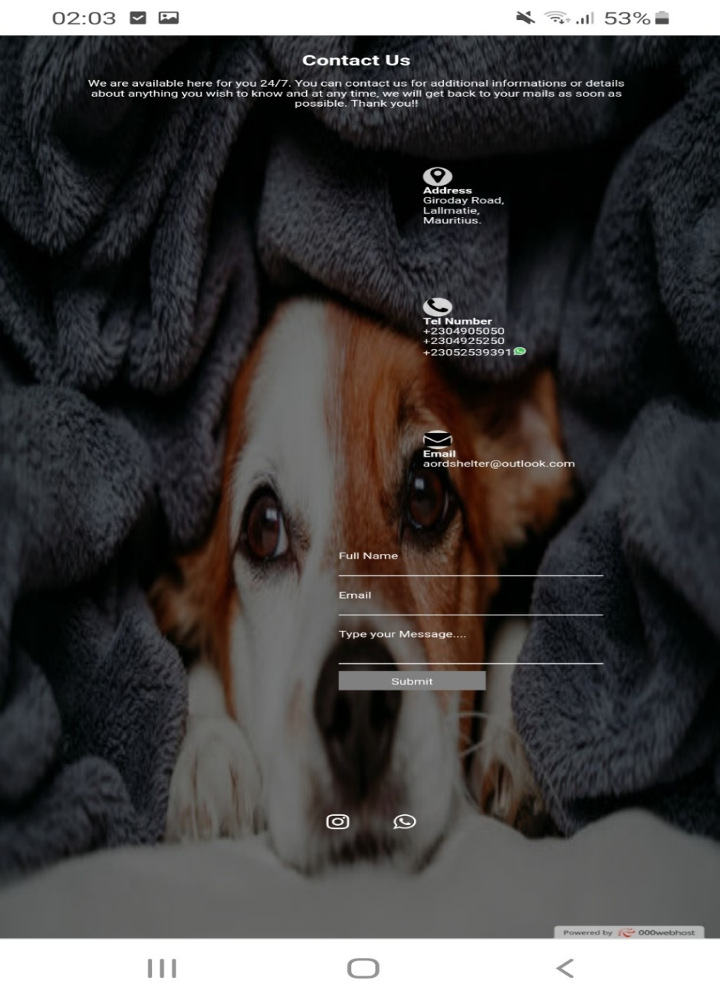 02:03 53%
Contact Us
We are available here for you 24/7. You can contact us for additional informations or details
about anything you wish to know and at any time, we will get back to your mails as soon as
possible. Thank you!!
Address
Giroday Road,
Lallmatie,
Mauritius.
Tel Number
+2304905050
+2304925250
+23052539391
Email
aordshelter@outlook.com
Full Name
Email
Type your Message....
Submit
Powered by 000webhost